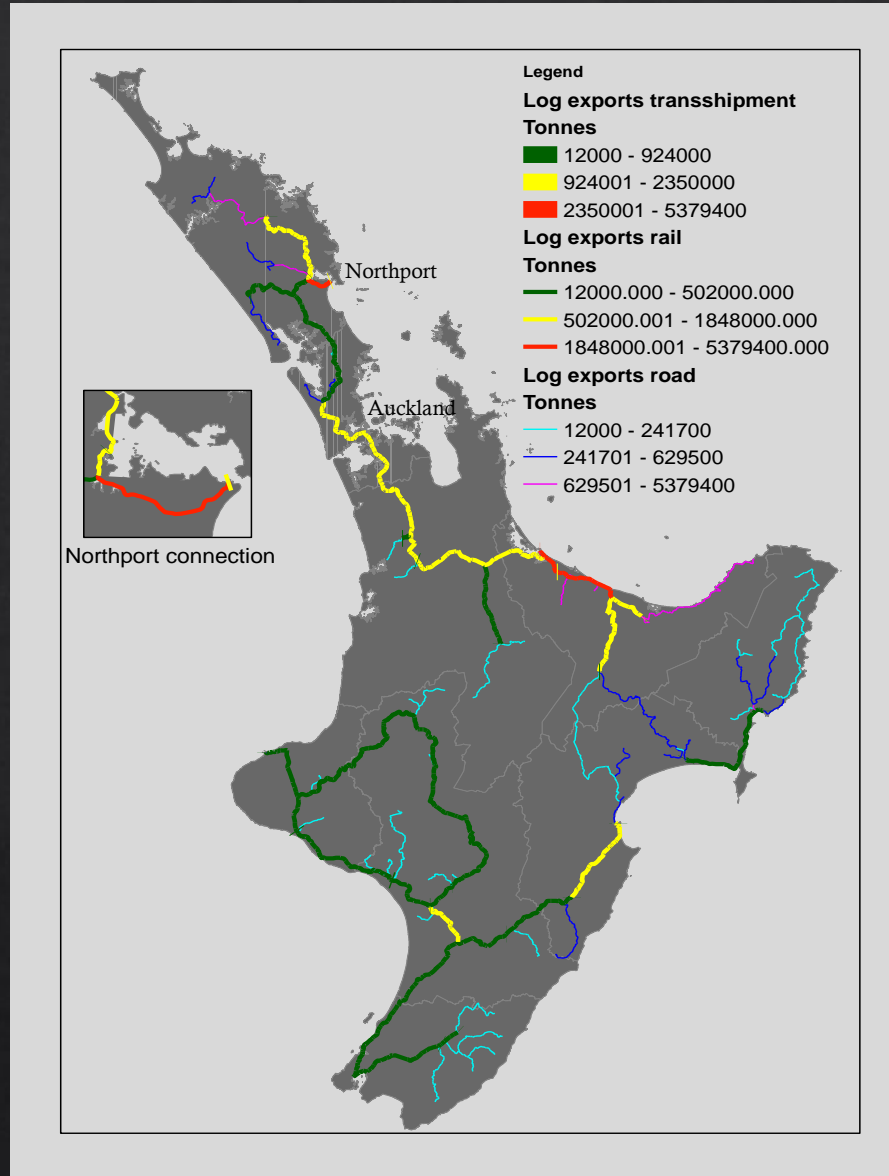 Legend
Log exports transshipment
Tonnes
12000 - 924000
924001 - 2350000
2350001 - 5379400
Log exports rail
Tonnes
12000.000 - 502000.000
502000.001 - 1848000.000
1848000.001 - 5379400.000
Log exports road
Tonnes
12000 - 241700
241701 - 629500
629501 - 5379400
Northport
Auckland
Northport connection